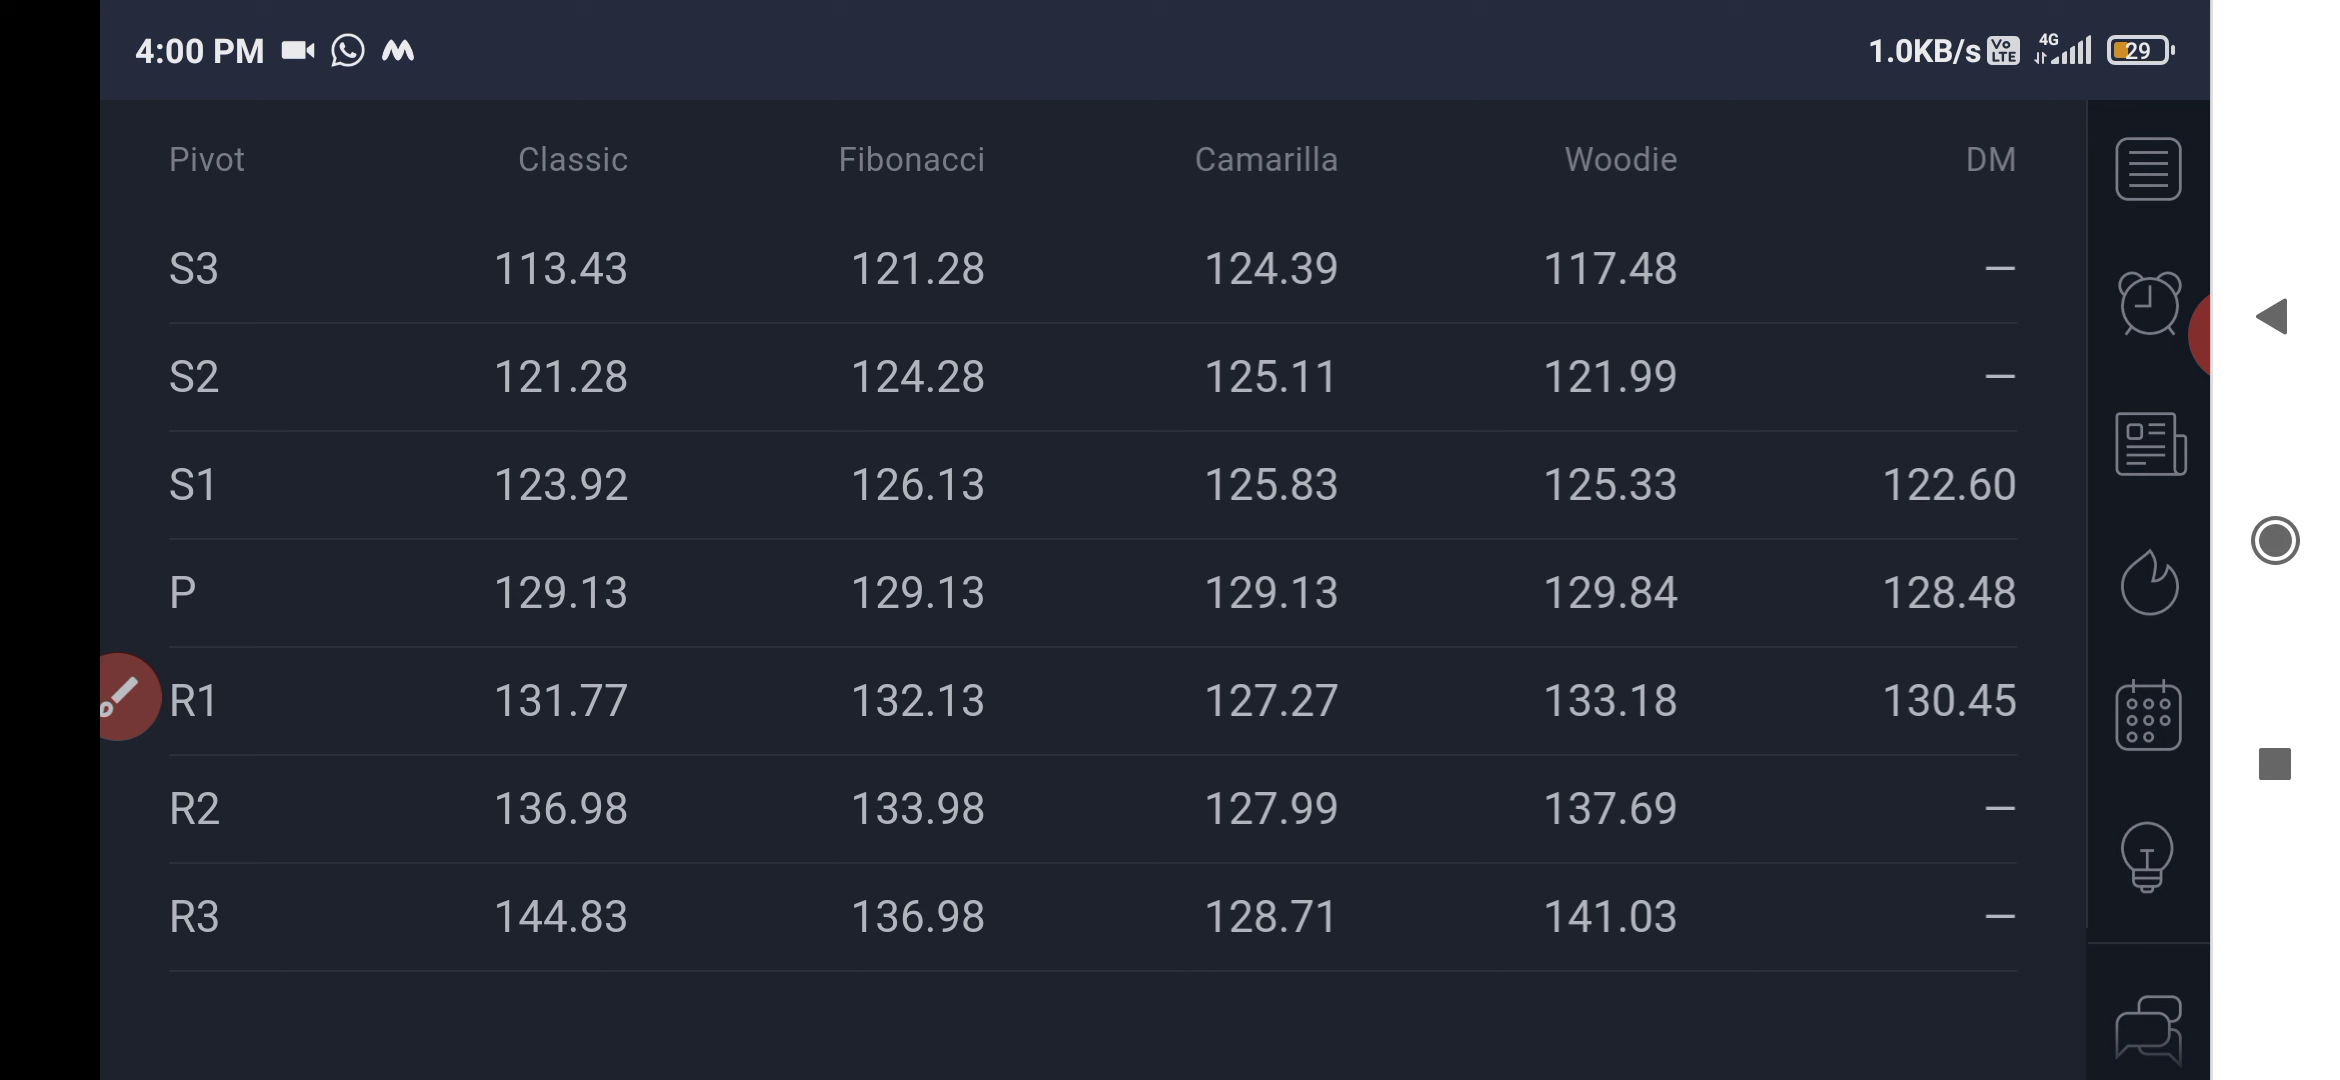 4:00 PM 1.0KB/s Vo LTE 4G 29
Pivot Classic Fibonacci Camarilla Woodie DM
S3 113.43 121.28 124.39 117.48 —
S2 121.28 124.28 125.11 121.99 —
S1 123.92 126.13 125.83 125.33 122.60
P 129.13 129.13 129.13 129.84 128.48
R1 131.77 132.13 127.27 133.18 130.45
R2 136.98 133.98 127.99 137.69 —
R3 144.83 136.98 128.71 141.03 —